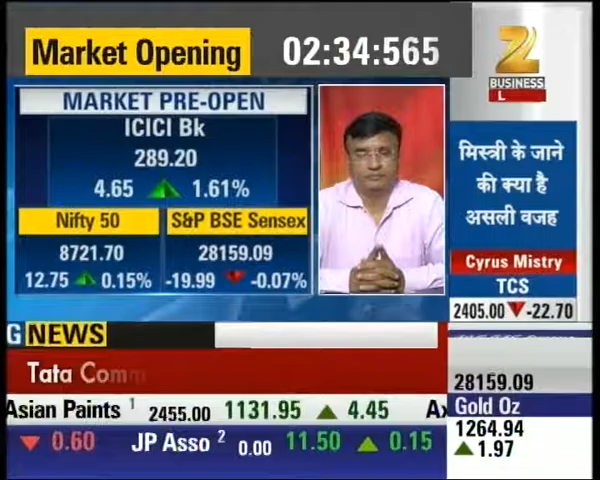 Market Opening
02:34:565
BUSINESS
L
MARKET PRE-OPEN
ICICI Bk
289.20
4.65 1.61%
Nifty 50
8721.70
12.75 0.15%
S&P BSE Sensex
28159.09
-19.99 -0.07%
मिस्त्री के जाने
की क्या है
असली वजह
Cyrus Mistry
TCS
2405.00 -22.70
G NEWS
Tata Comm
28159.09
Gold Oz
1264.94
1.97
Asian Paints 1 2455.00 1131.95 4.45 Ax
0.60 JP Asso 2 0.00 11.50 0.15